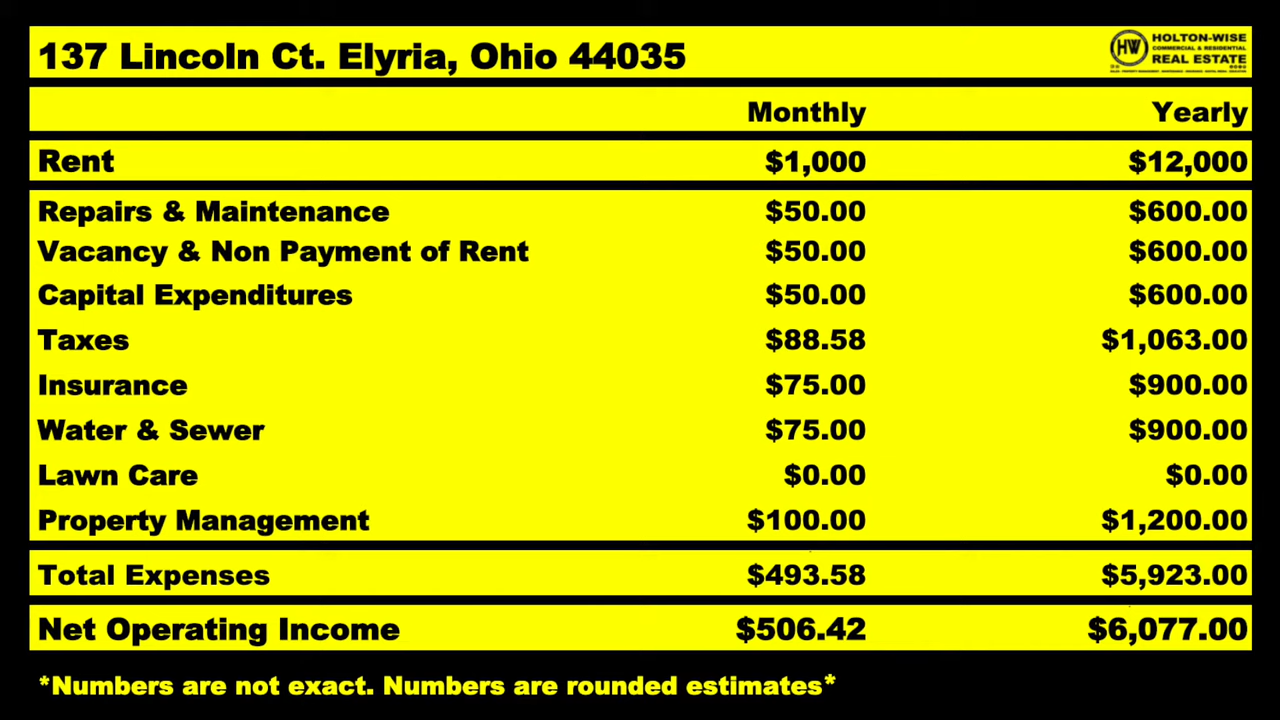 137 Lincoln Ct. Elyria, Ohio 44035
HOLTON-WISE
COMMERCIAL & RESIDENTIAL
REAL ESTATE
HW
Monthly Yearly
Rent $1,000 $12,000
Repairs & Maintenance $50.00 $600.00
Vacancy & Non Payment of Rent $50.00 $600.00
Capital Expenditures $50.00 $600.00
Taxes $88.58 $1,063.00
Insurance $75.00 $900.00
Water & Sewer $75.00 $900.00
Lawn Care $0.00 $0.00
Property Management $100.00 $1,200.00
Total Expenses $493.58 $5,923.00
Net Operating Income $506.42 $6,077.00
*Numbers are not exact. Numbers are rounded estimates*